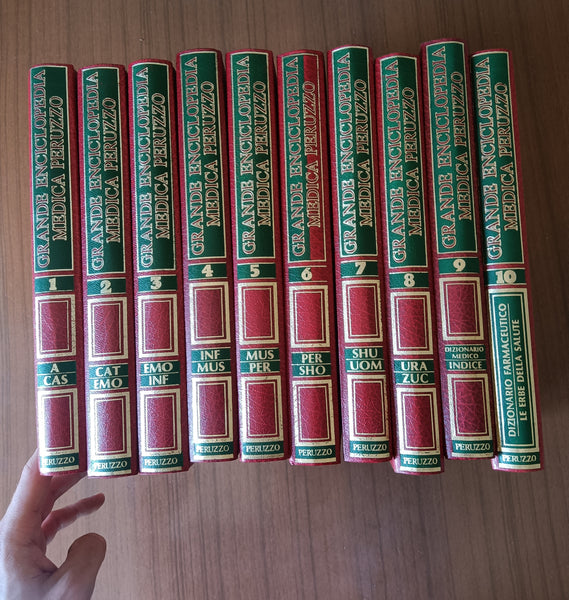 GRANDE ENCICLOPEDIA
MEDICA PERUZZO
1
A
CAS
PERUZZO
GRANDE ENCICLOPEDIA
MEDICA PERUZZO
2
CAT
EMO
PERUZZO
GRANDE ENCICLOPEDIA
MEDICA PERUZZO
3
EMO
INF
PERUZZO
GRANDE ENCICLOPEDIA
MEDICA PERUZZO
4
INF
MUS
PERUZZO
GRANDE ENCICLOPEDIA
MEDICA PERUZZO
5
MUS
PER
PERUZZO
GRANDE ENCICLOPEDIA
MEDICA PERUZZO
6
PER
SHO
PERUZZO
GRANDE ENCICLOPEDIA
MEDICA PERUZZO
7
SHU
UOM
PERUZZO
GRANDE ENCICLOPEDIA
MEDICA PERUZZO
8
URA
ZUC
PERUZZO
GRANDE ENCICLOPEDIA
MEDICA PERUZZO
9
DIZIONARIO
MEDICO
INDICE
PERUZZO
GRANDE ENCICLOPEDIA
MEDICA PERUZZO
10
DIZIONARIO FARMACEUTICO
LE ERBE DELLA SALUTE
PERUZZO